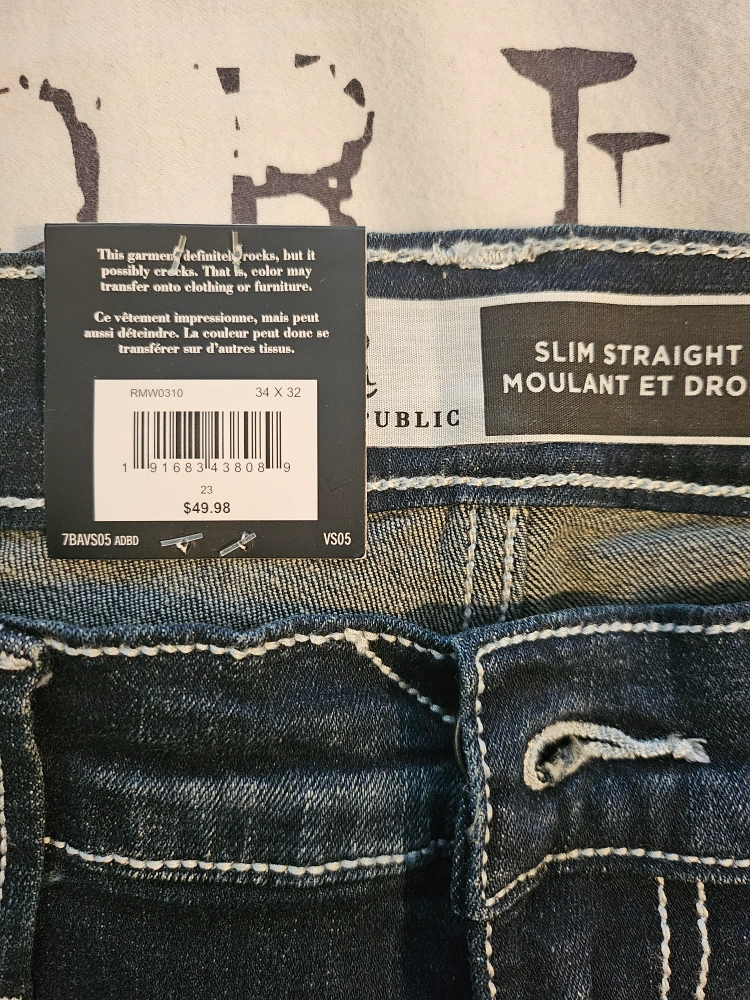 This garment definitely rocks, but it
possibly crocks. That is, color may
transfer onto clothing or furniture.
Ce vêtement impressionne, mais peut
aussi déteindre. La couleur peut donc se
transférer sur d'autres tissus.
RMW0310 34 X 32
1 91683 43808 9
23
$49.98
7BAVS05 ADBD VS05
PUBLIC
SLIM STRAIGHT
MOULANT ET DRO